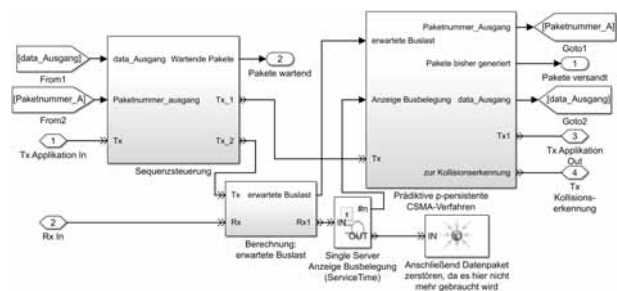 [data_Ausgang]
From1
[Paketnummer_A]
From2
1
Tx Applikation In
2
Rx In
data_Ausgang
Wartende Pakete
Paketnummer_ausgang
Tx_1
Tx
Tx_2
Sequenzsteuerung
2
Pakete wartend
Tx
erwartete Buslast
Rx
Rx1
Berechnung:
erwartete Buslast
#n
1
IN
OUT
Single Server
Anzeige Busbelegung
(ServiceTime)
IN
Anschließend Datenpaket
zerstören, da es hier nicht
mehr gebraucht wird
Paketnummer_Ausgang
erwartete Buslast
Pakete bisher generiert
Anzeige Busbelegung
data_Ausgang
Tx1
Tx
zur Kollisionserkennung
Prädiktive p-persistente
CSMA-Verfahren
[Paketnummer_A]
Goto1
1
Pakete versandt
[data_Ausgang]
Goto2
3
Tx Applikation
Out
4
Tx
Kollisions-
erkennung